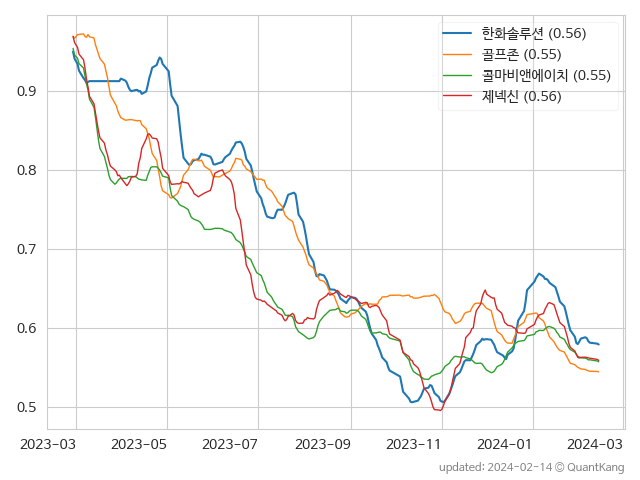 한화솔루션 (0.56)
골프존 (0.55)
콜마비앤에이치 (0.55)
제넥신 (0.56)
0.9
0.8
0.7
0.6
0.5
2023-03 2023-05 2023-07 2023-09 2023-11 2024-01 2024-03
updated: 2024-02-14 © QuantKang